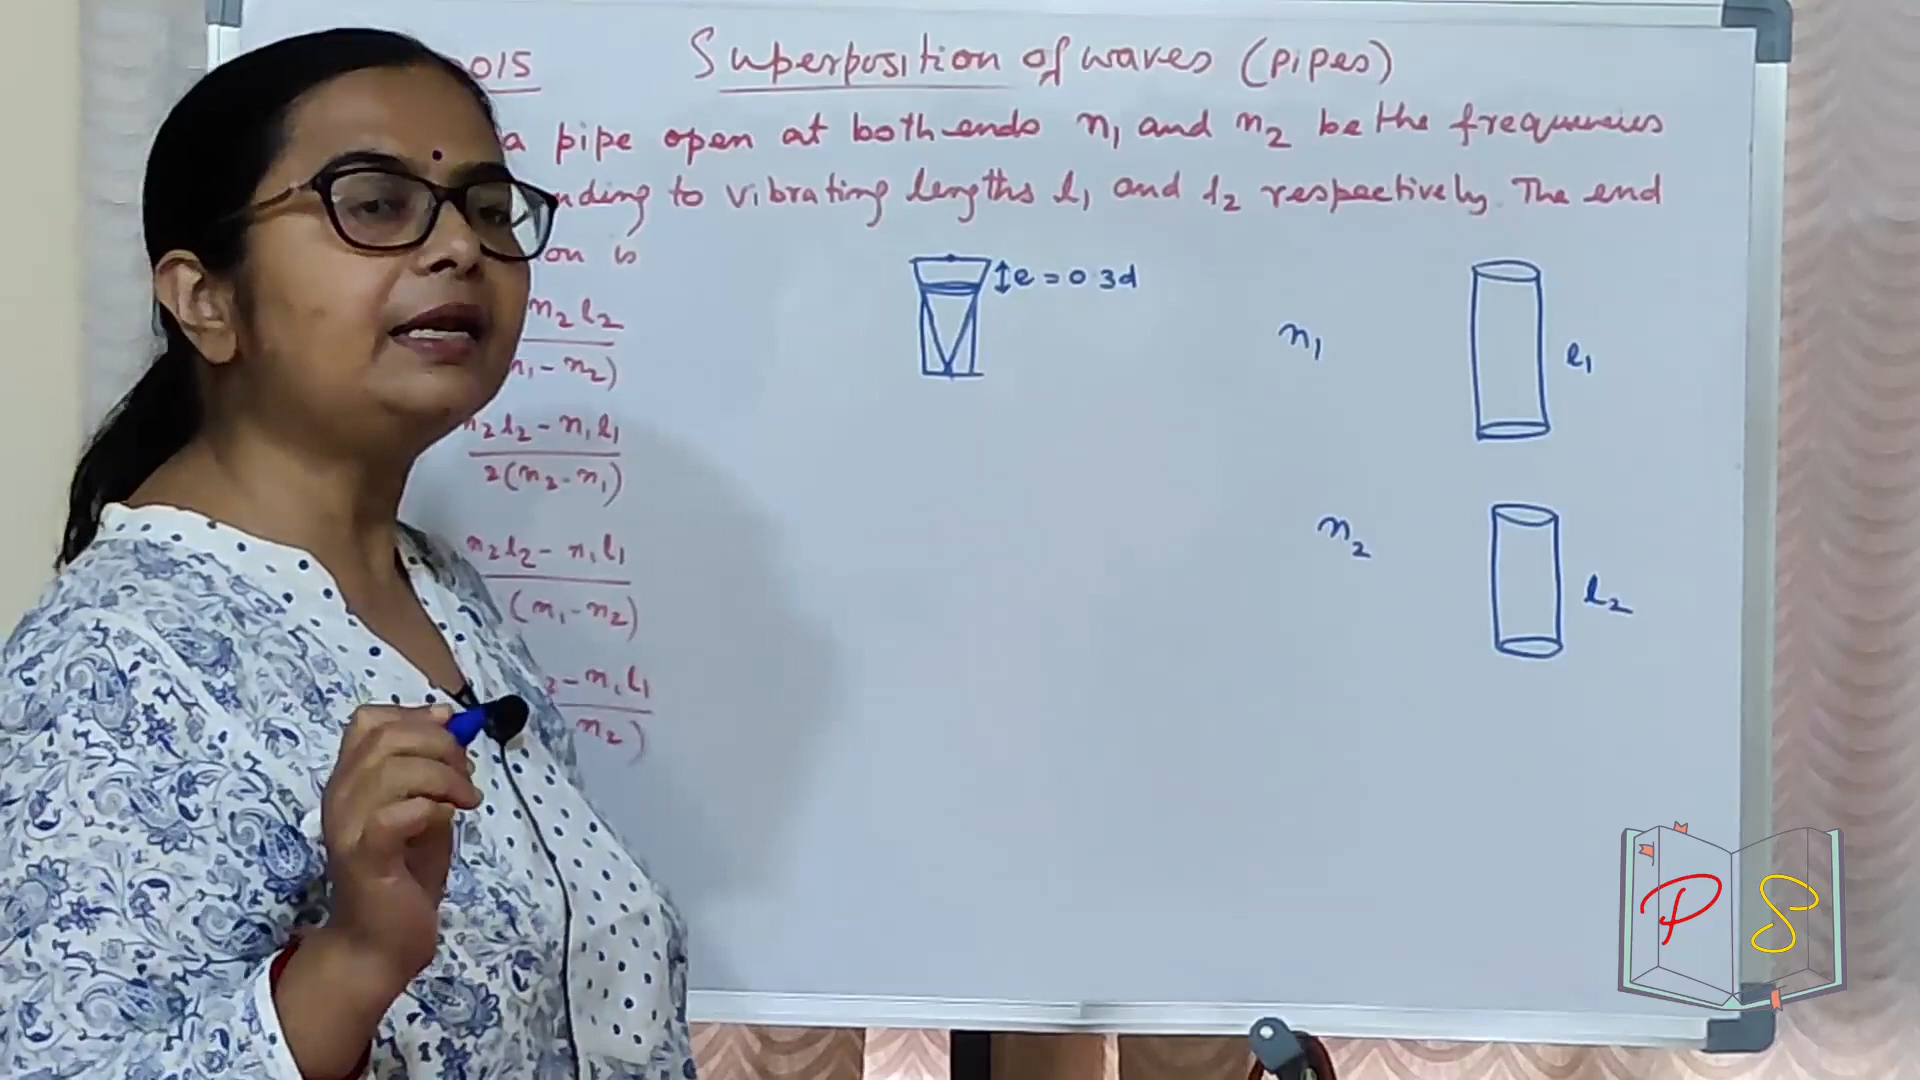 015 Superposition of waves (pipes)
a pipe open at both ends n₁ and n₂ be the frequencies
nding to vibrating lengths l₁ and l₂ respectively. The end
on is
n₂l₂
n₁-n₂)
n₂l₂-n₁l₁
2(n₂-n₁)
n₂l₂-n₁l₁
(n₁-n₂)
-n₁l₁
n₂)
e=0.3d
n₁
l₁
n₂
l₂
P S